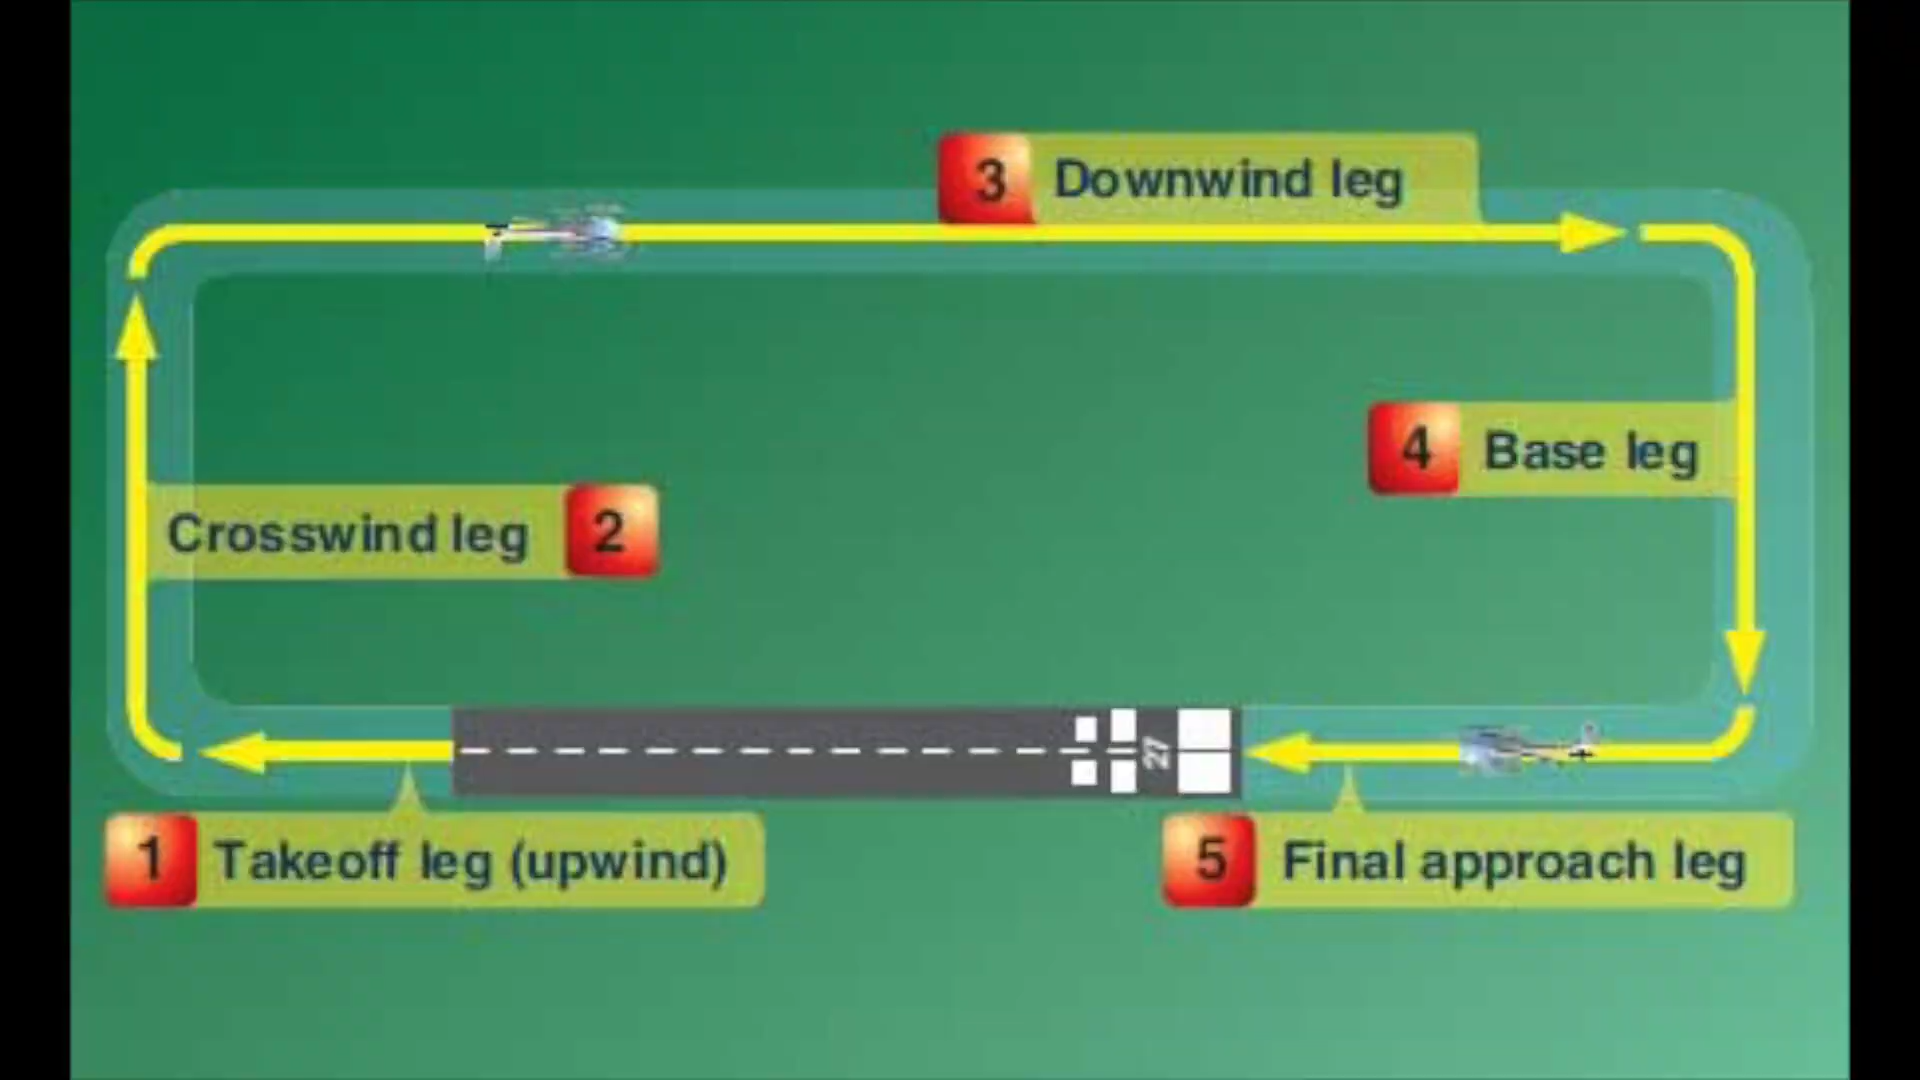 3 Downwind leg
4 Base leg
Crosswind leg 2
27
1 Takeoff leg (upwind)
5 Final approach leg